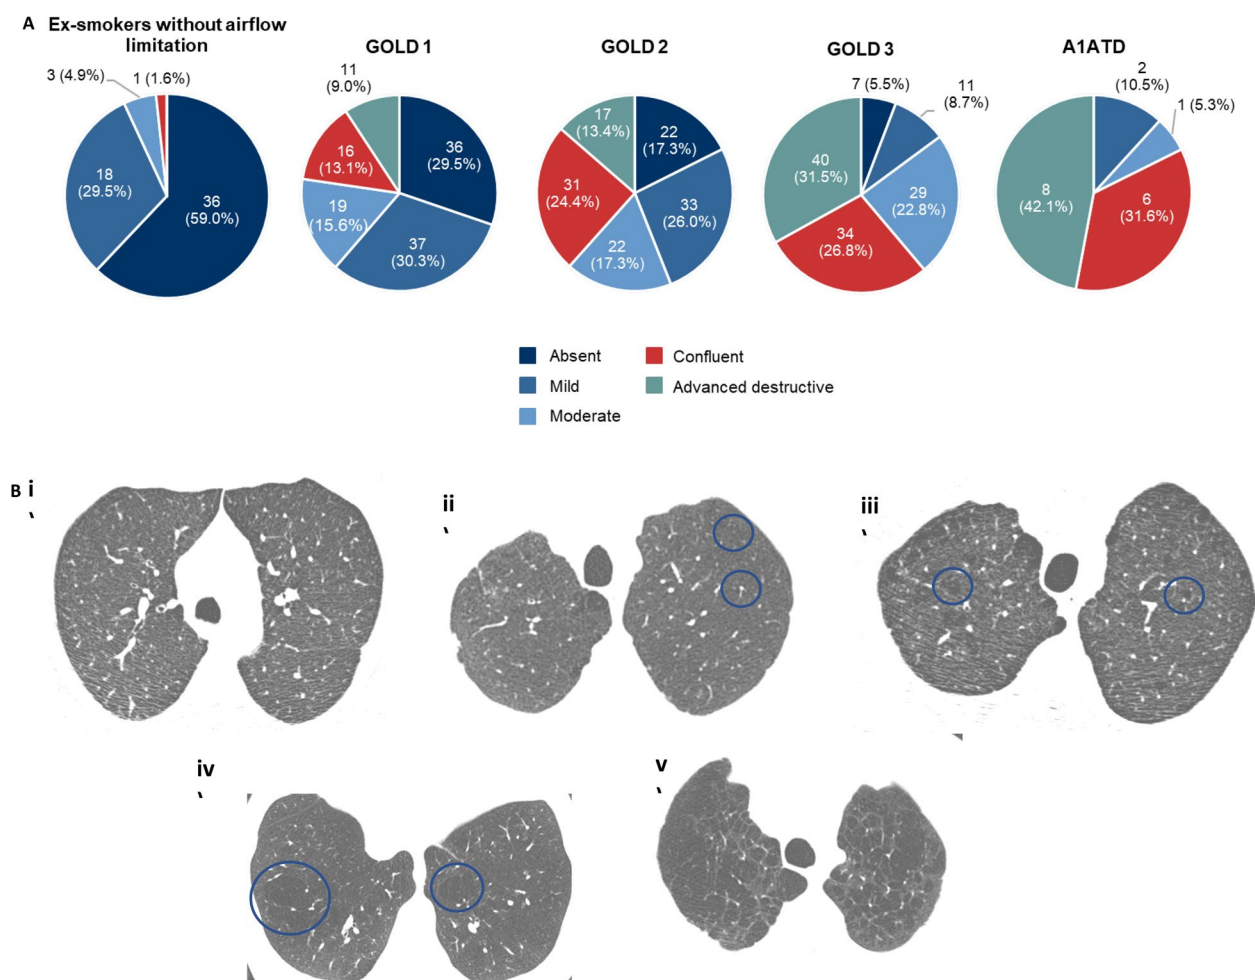 A
Ex-smokers without airflow
limitation
GOLD 1
GOLD 2
GOLD 3
A1ATD
3 (4.9%)
1 (1.6%)
18
(29.5%)
36
(59.0%)
11
(9.0%)
36
(29.5%)
16
(13.1%)
19
(15.6%)
37
(30.3%)
17
(13.4%)
22
(17.3%)
31
(24.4%)
33
(26.0%)
22
(17.3%)
7 (5.5%)
11
(8.7%)
40
(31.5%)
29
(22.8%)
34
(26.8%)
2
(10.5%)
1 (5.3%)
8
(42.1%)
6
(31.6%)
Absent
Mild
Moderate
Confluent
Advanced destructive
B
i
ii
iii
iv
v